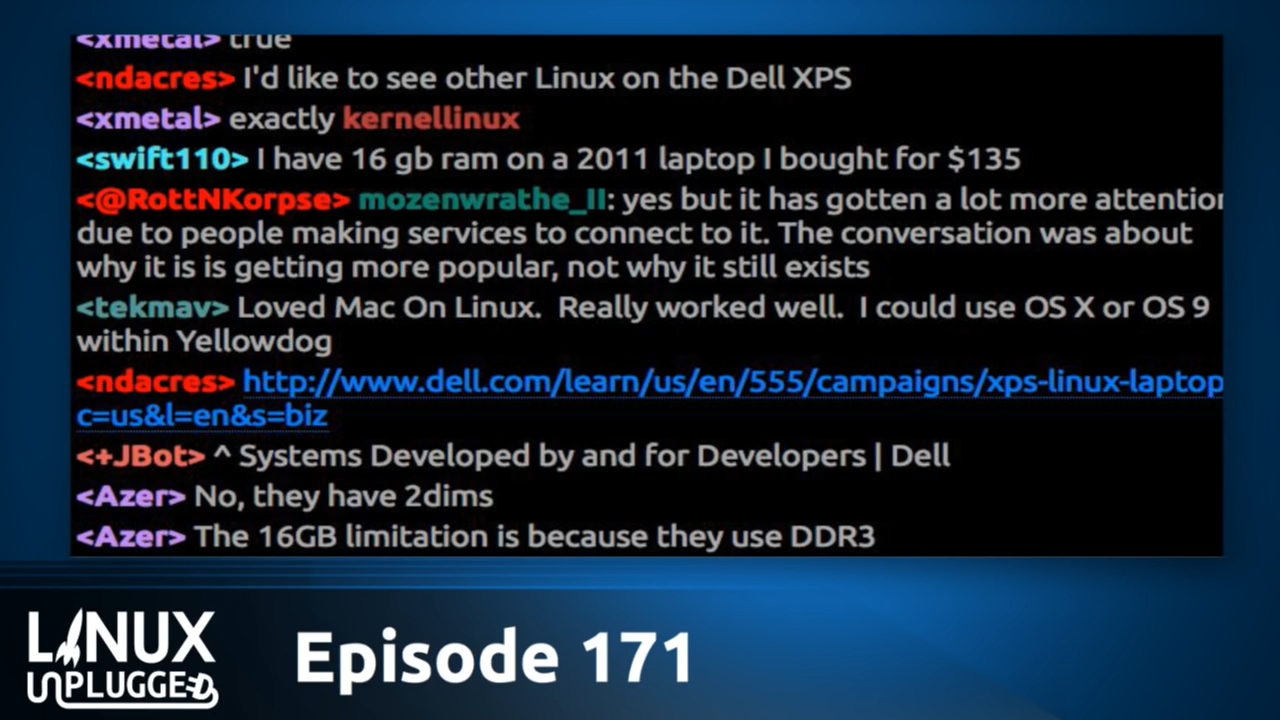 <xmetal> true
<ndacres> I'd like to see other Linux on the Dell XPS
<xmetal> exactly kernellinux
<swift110> I have 16 gb ram on a 2011 laptop I bought for $135
<@RottNKorpse> mozenwrathe_II: yes but it has gotten a lot more attention
due to people making services to connect to it. The conversation was about
why it is is getting more popular, not why it still exists
<tekmav> Loved Mac On Linux.  Really worked well.  I could use OS X or OS 9
within Yellowdog
<ndacres> http://www.dell.com/learn/us/en/555/campaigns/xps-linux-laptop
c=us&l=en&s=biz
<+JBot> ^ Systems Developed by and for Developers | Dell
<Azer> No, they have 2dims
<Azer> The 16GB limitation is because they use DDR3
LINUX
UNPLUGGED
Episode 171